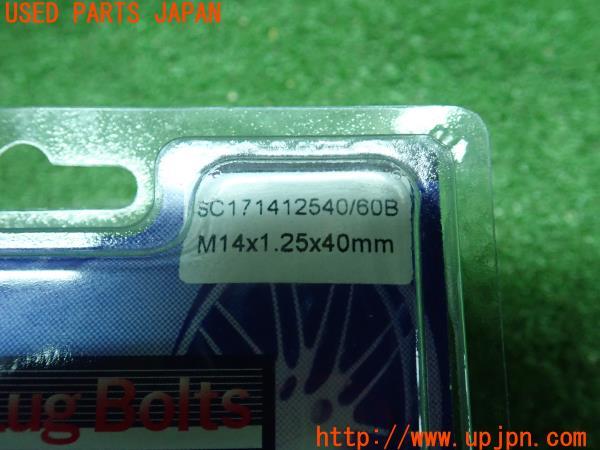 USED PARTS JAPAN
SC171412540/60B
M14x1.25x40mm
Lug Bolts
http://www.upjpn.com